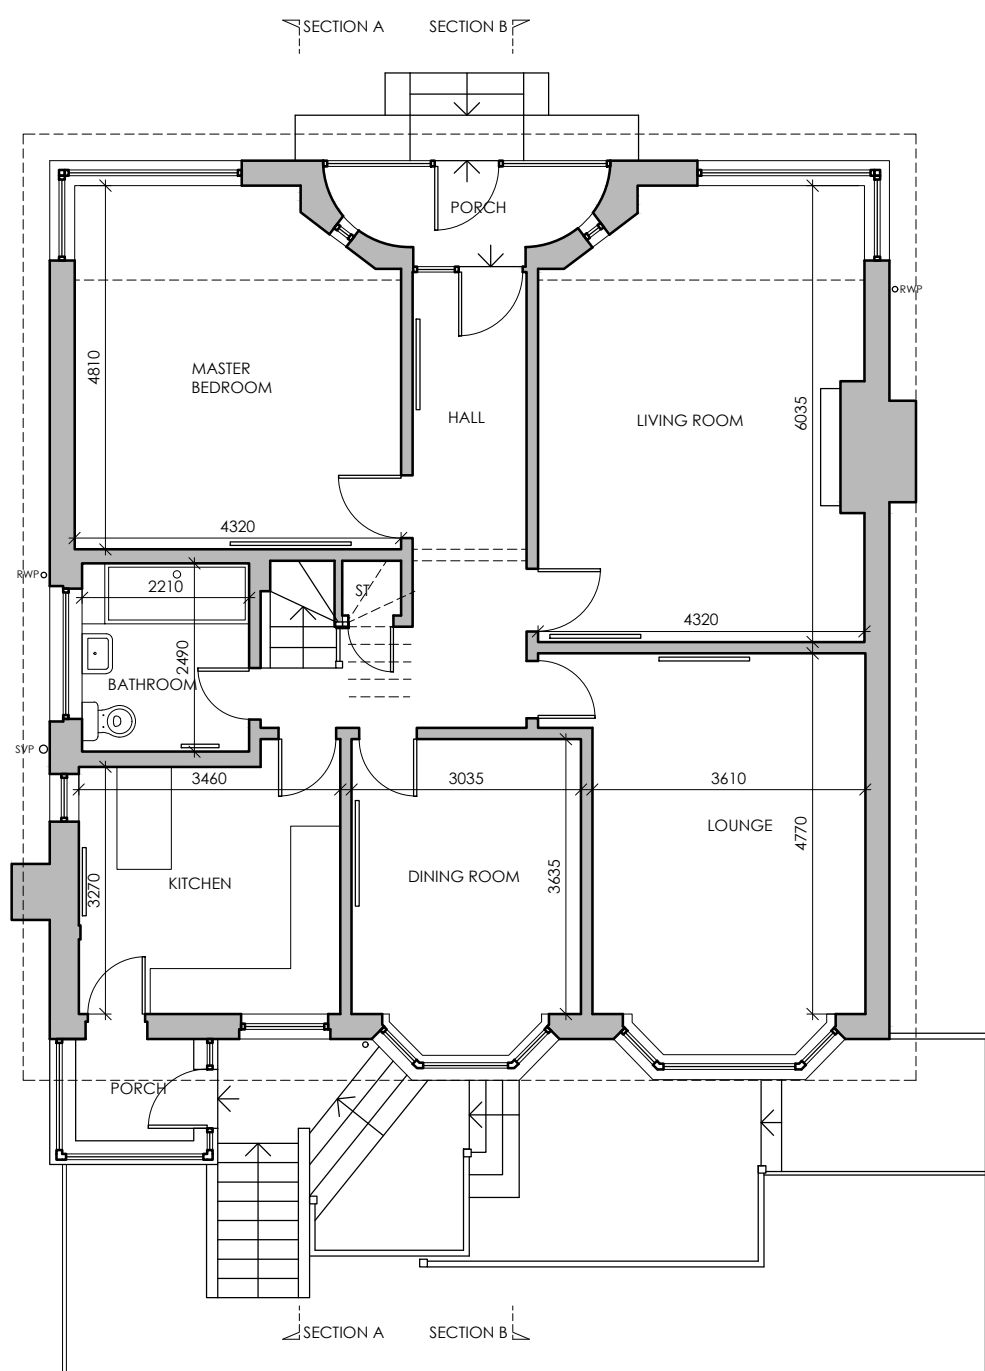 SECTION A
SECTION B
PORCH
RWP
4810
MASTER
BEDROOM
HALL
LIVING ROOM
6035
4320
RWP
ST
2210
4320
2490
BATHROOM
SVP
3460
3035
3610
LOUNGE
4770
KITCHEN
3270
DINING ROOM
3635
PORCH
SECTION A
SECTION B